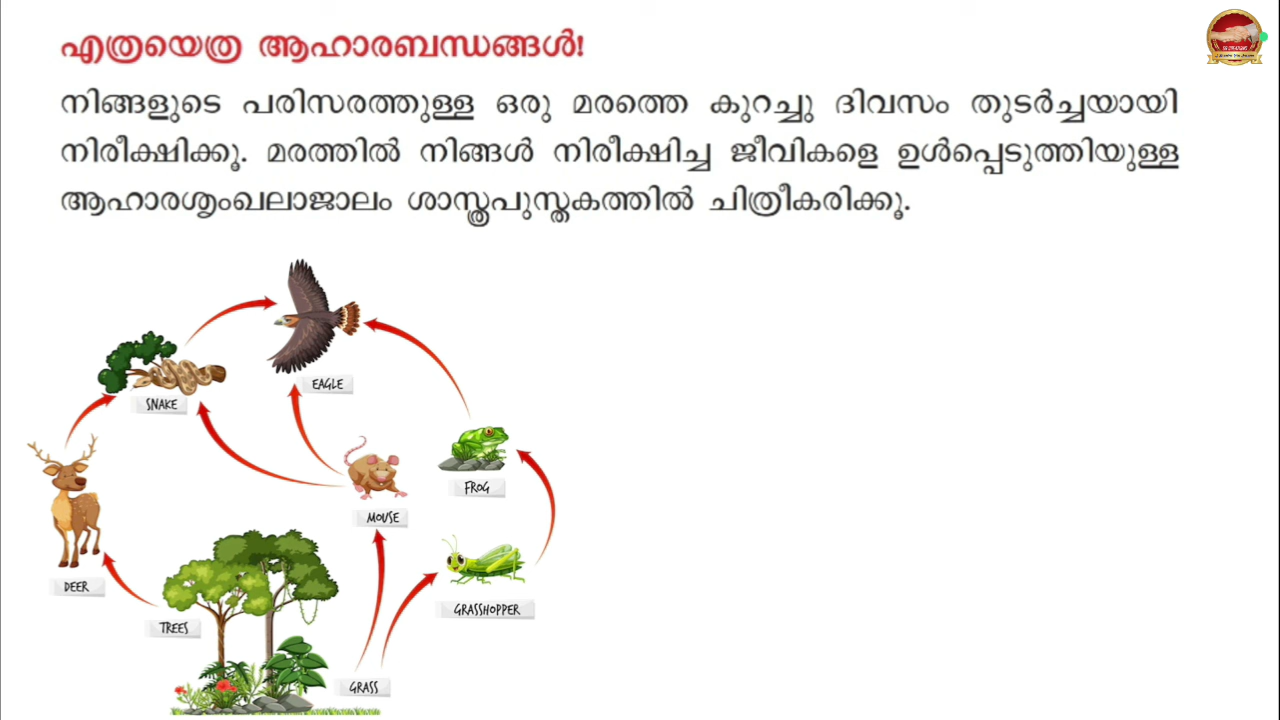 എത്രയെത്ര ആഹാരബന്ധങ്ങൾ!
നിങ്ങളുടെ പരിസരത്തുള്ള ഒരു മരത്തെ കുറച്ചു ദിവസം തുടർച്ചയായി
നിരീക്ഷിക്കൂ. മരത്തിൽ നിങ്ങൾ നിരീക്ഷിച്ച ജീവികളെ ഉൾപ്പെടുത്തിയുള്ള
ആഹാരശൃംഖലാജാലം ശാസ്ത്രപുസ്തകത്തിൽ ചിത്രീകരിക്കൂ.
EAGLE
SNAKE
FROG
MOUSE
DEER
GRASSHOPPER
TREES
GRASS